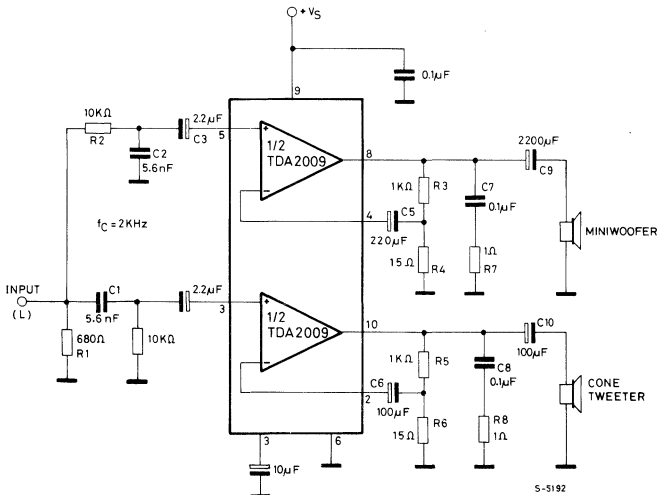 + VS
0.1µF
9
10KΩ
R2
2.2µF
C3
5
C2
5.6nF
1/2
TDA2009
8
2200µF
C9
1KΩ
R3
C7
0.1µF
4
C5
220µF
15Ω
R4
1Ω
R7
MINIWOOFER
fC = 2KHz
INPUT
(L)
C1
5.6nF
2.2µF
3
680Ω
R1
10KΩ
1/2
TDA2009
10
C10
100µF
1KΩ
R5
C8
0.1µF
2
C6
100µF
15Ω
R6
R8
1Ω
CONE
TWEETER
3
6
10µF
S-5192